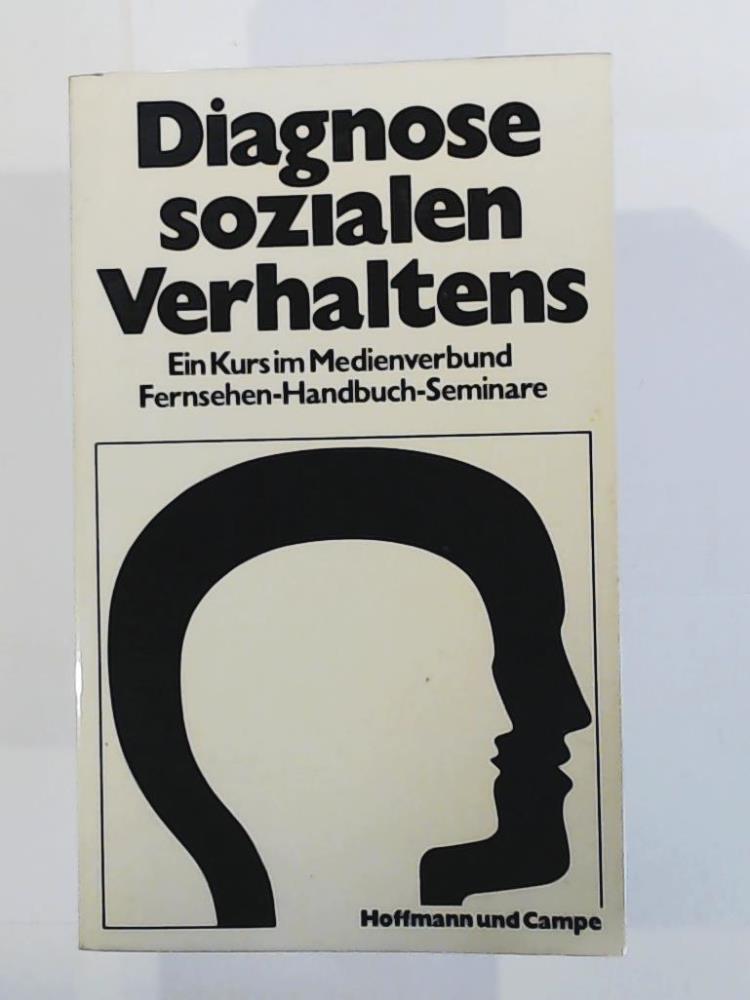 Diagnose
sozialen
Verhaltens
Ein Kurs im Medienverbund
Fernsehen-Handbuch-Seminare
Hoffmann und Campe